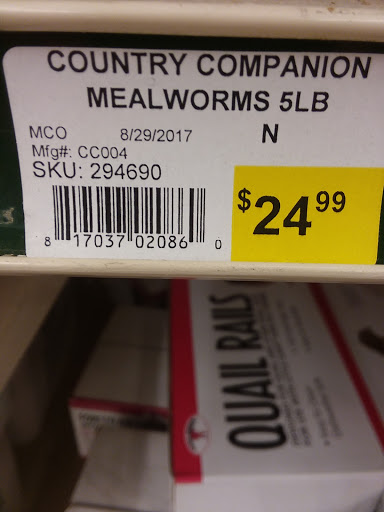 COUNTRY COMPANION
MEALWORMS 5LB
MCO 8/29/2017 N
Mfg#: CC004
SKU: 294690
$24.99
8 17037 02086 0
QUAIL RAILS